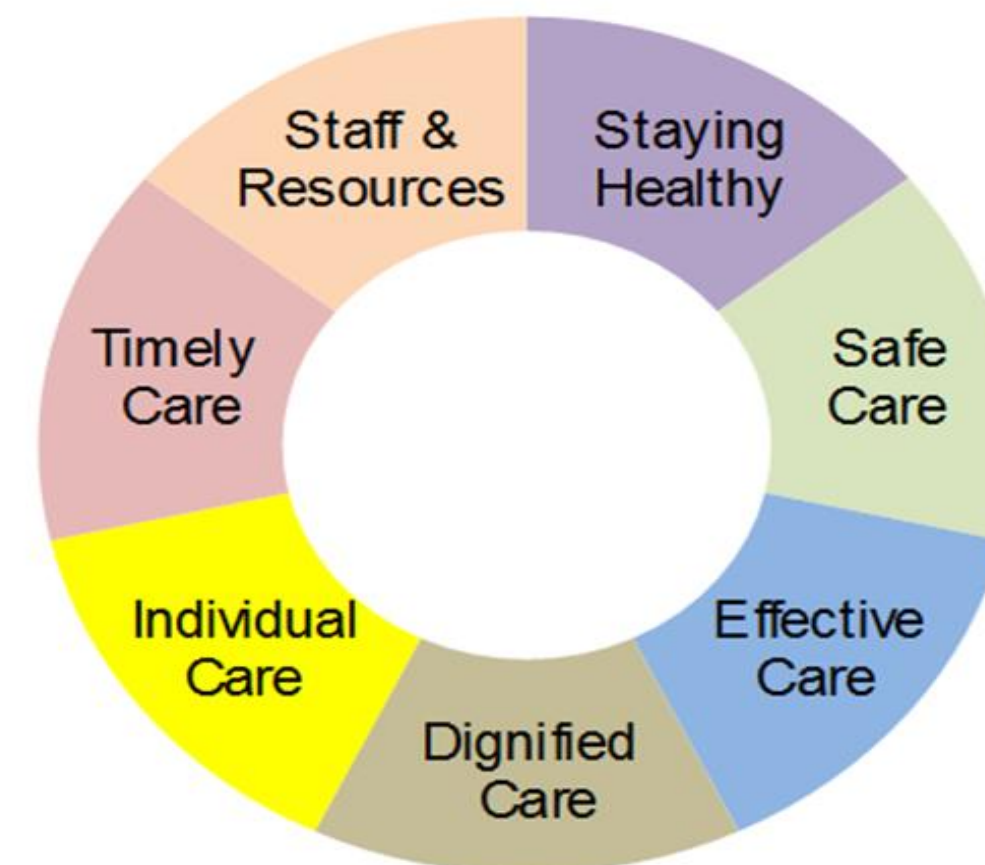 Staying
Healthy
Safe
Care
Effective
Care
Dignified
Care
Individual
Care
Timely
Care
Staff &
Resources